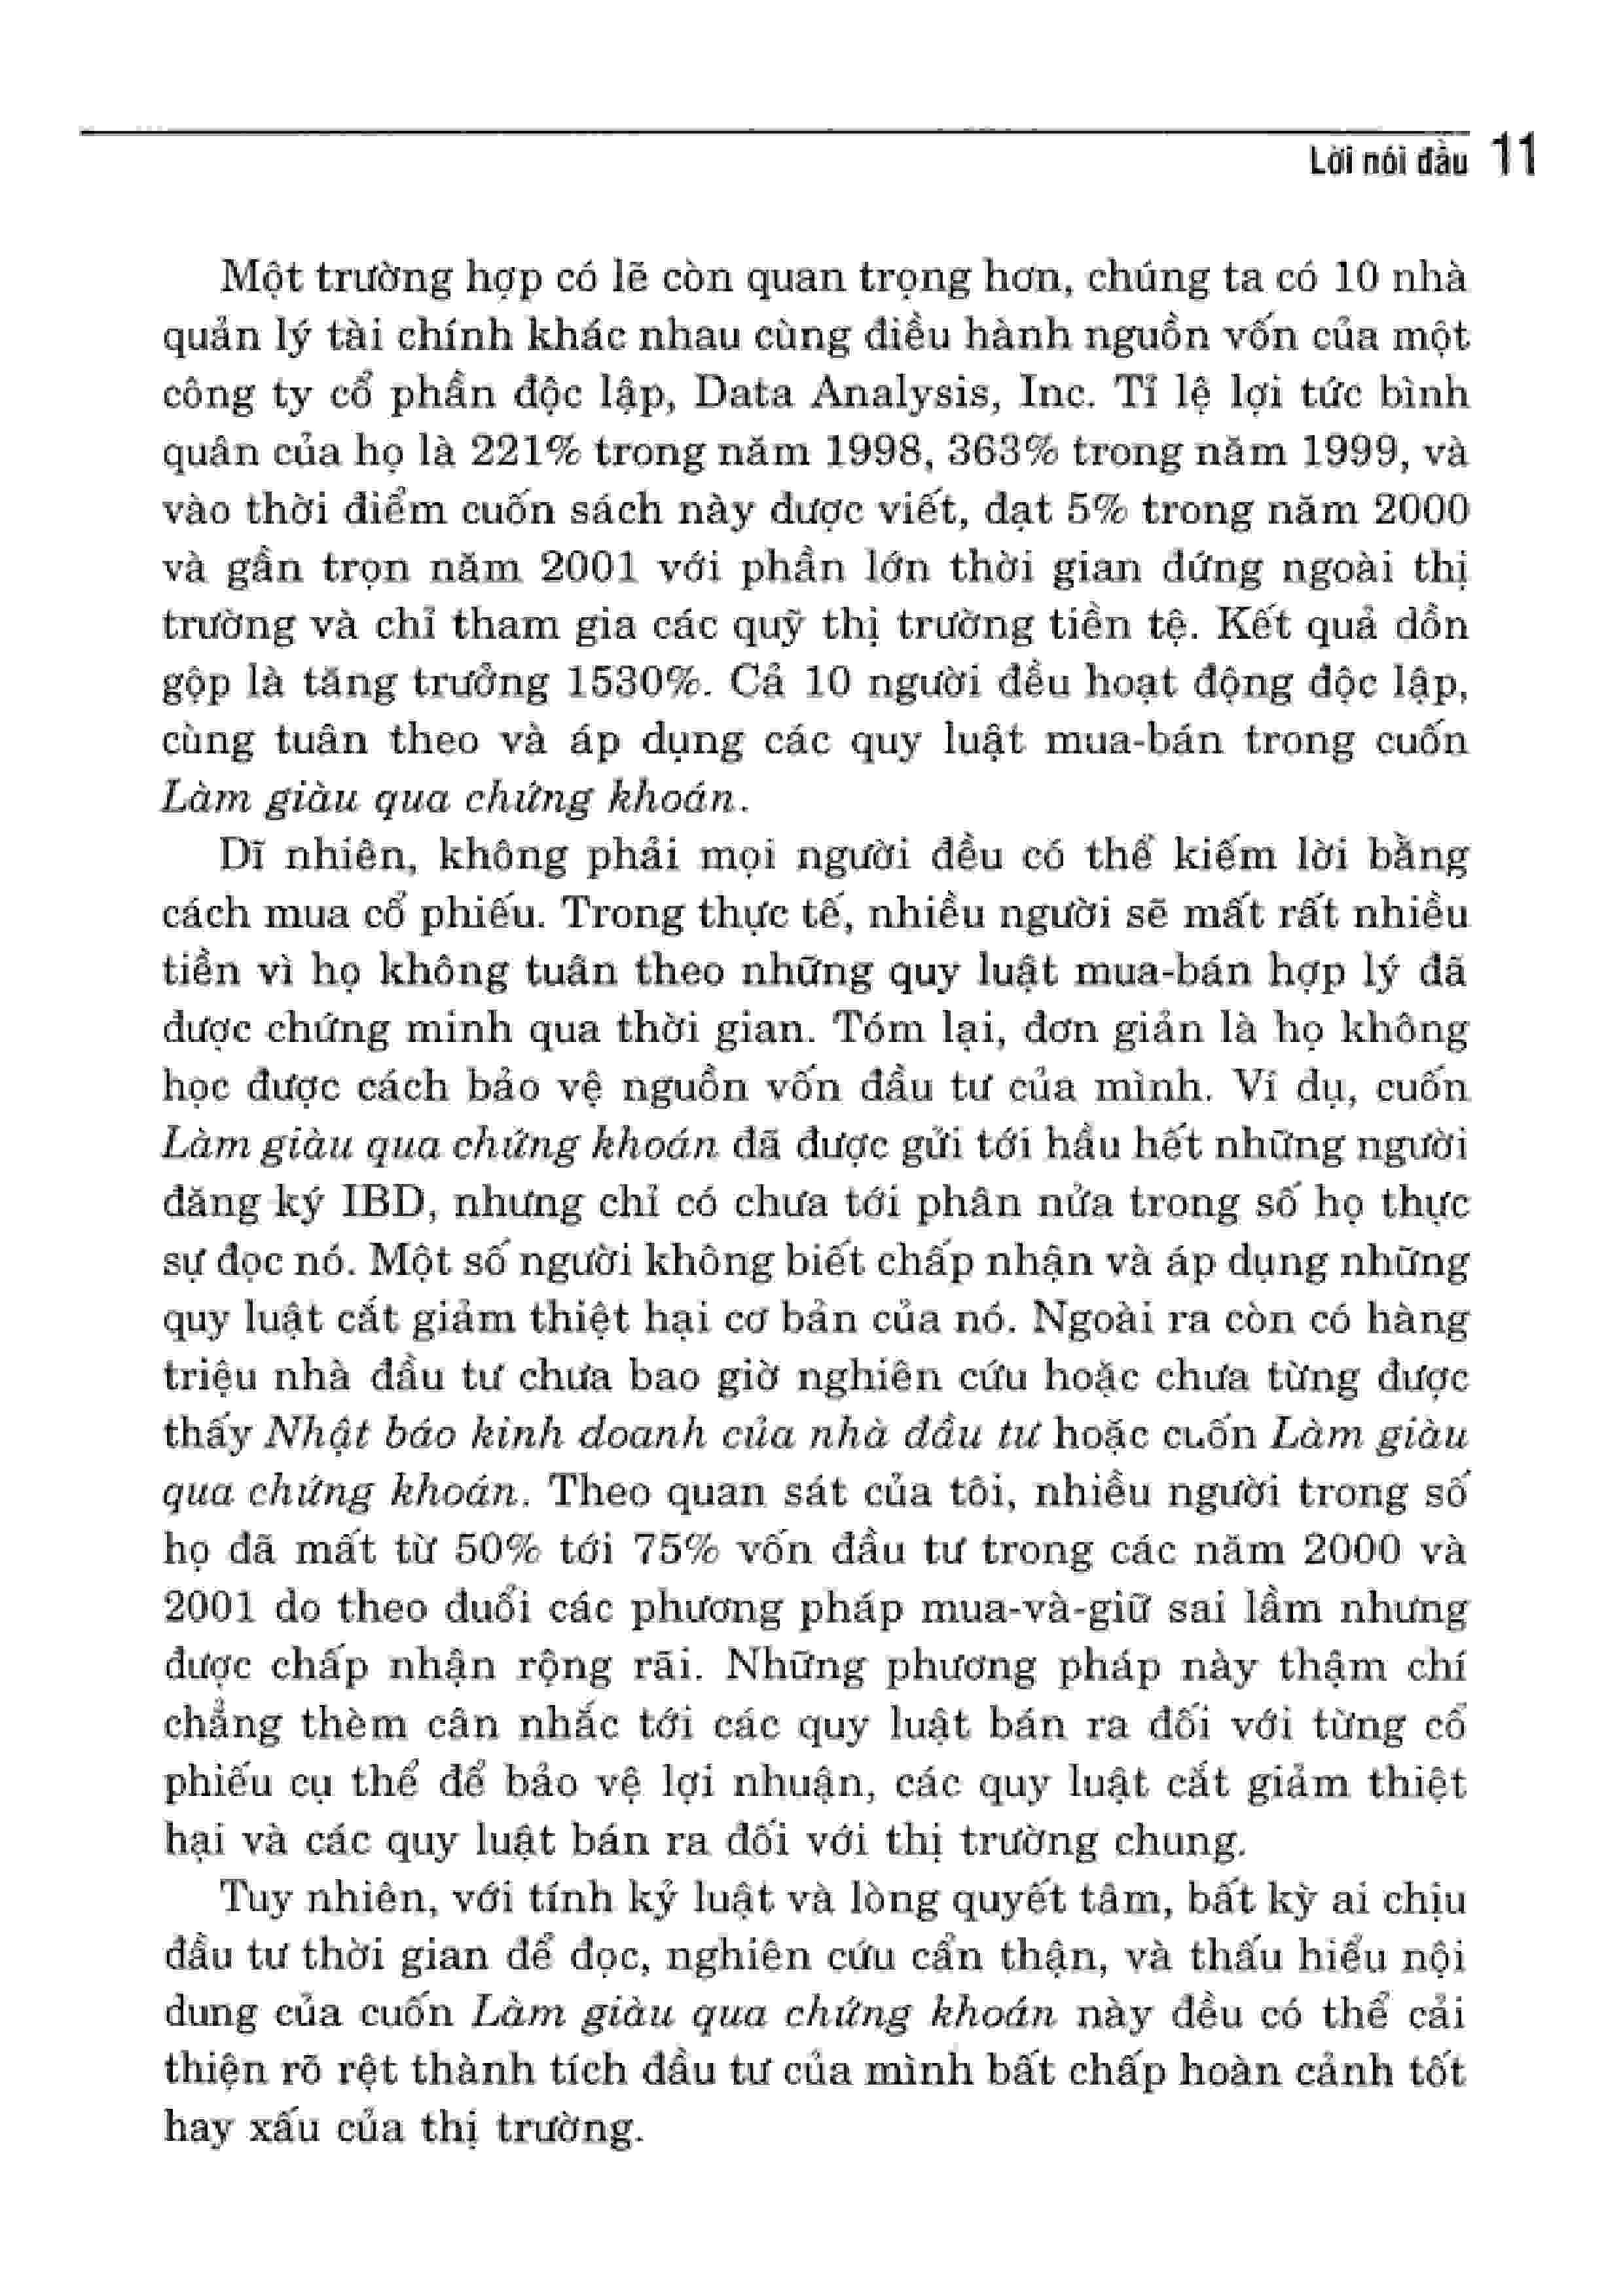 Lời nói đầu 11
Một trường hợp có lẽ còn quan trọng hơn, chúng ta có 10 nhà
quản lý tài chính khác nhau cùng điều hành nguồn vốn của một
công ty cổ phần độc lập, Data Analysis, Inc. Tỉ lệ lợi tức bình
quân của họ là 221% trong năm 1998, 363% trong năm 1999, và
vào thời điểm cuốn sách này được viết, đạt 5% trong năm 2000
và gần trọn năm 2001 với phần lớn thời gian đứng ngoài thị
trường và chỉ tham gia các quỹ thị trường tiền tệ. Kết quả dồn
gộp là tăng trưởng 1530%. Cả 10 người đều hoạt động độc lập,
cùng tuân theo và áp dụng các quy luật mua-bán trong cuốn
Làm giàu qua chứng khoán.
Dĩ nhiên, không phải mọi người đều có thể kiếm lời bằng
cách mua cổ phiếu. Trong thực tế, nhiều người sẽ mất rất nhiều
tiền vì họ không tuân theo những quy luật mua-bán hợp lý đã
được chứng minh qua thời gian. Tóm lại, đơn giản là họ không
học được cách bảo vệ nguồn vốn đầu tư của mình. Ví dụ, cuốn
Làm giàu qua chứng khoán đã được gửi tới hầu hết những người
đăng ký IBD, nhưng chỉ có chưa tới phân nửa trong số họ thực
sự đọc nó. Một số người không biết chấp nhận và áp dụng những
quy luật cắt giảm thiệt hại cơ bản của nó. Ngoài ra còn có hàng
triệu nhà đầu tư chưa bao giờ nghiên cứu hoặc chưa từng được
thấy Nhật báo kinh doanh của nhà đầu tư hoặc cuốn Làm giàu
qua chứng khoán. Theo quan sát của tôi, nhiều người trong số
họ đã mất từ 50% tới 75% vốn đầu tư trong các năm 2000 và
2001 do theo đuổi các phương pháp mua-và-giữ sai lầm nhưng
được chấp nhận rộng rãi. Những phương pháp này thậm chí
chẳng thèm cân nhắc tới các quy luật bán ra đối với từng cổ
phiếu cụ thể để bảo vệ lợi nhuận, các quy luật cắt giảm thiệt
hại và các quy luật bán ra đối với thị trường chung.
Tuy nhiên, với tính kỷ luật và lòng quyết tâm, bất kỳ ai chịu
đầu tư thời gian để đọc, nghiên cứu cẩn thận, và thấu hiểu nội
dung của cuốn Làm giàu qua chứng khoán này đều có thể cải
thiện rõ rệt thành tích đầu tư của mình bất chấp hoàn cảnh tốt
hay xấu của thị trường.